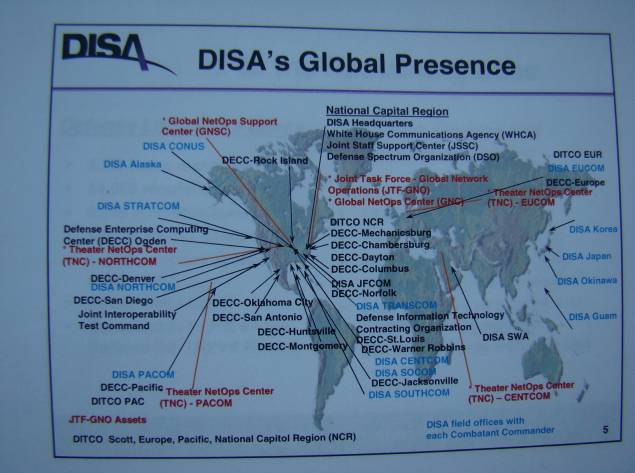 DISA
DISA's Global Presence
National Capital Region
DISA Headquarters
White House Communications Agency (WHCA)
Joint Staff Support Center (JSSC)
Defense Spectrum Organization (DSO)
* Global NetOps Support
Center (GNSC)
DISA CONUS
DISA Alaska
DECC-Rock Island
* Joint Task Force - Global Network
Operations (JTF-GNO)
* Global NetOps Center (GNC)
DITCO EUR
DISA EUCOM
DECC-Europe
* Theater NetOps Center
(TNC) - EUCOM
DISA STRATCOM
Defense Enterprise Computing
Center (DECC) Ogden
* Theater NetOps Center
(TNC) - NORTHCOM
DECC-Denver
DISA NORTHCOM
DECC-San Diego
Joint Interoperability
Test Command
DITCO NCR
DECC-Mechanicsburg
DECC-Chambersburg
DECC-Dayton
DECC-Columbus
DISA JFCOM
DECC-Norfolk
DISA TRANSCOM
Defense Information Technology
Contracting Organization
DECC-St.Louis
DECC-Warner Robbins
DISA CENTCOM
DISA SOCOM
DECC-Jacksonville
DISA SOUTHCOM
DECC-Oklahoma City
DECC-San Antonio
DECC-Huntsville
DECC-Montgomery
DISA Korea
DISA Japan
DISA Okinawa
DISA Guam
DISA SWA
DISA PACOM
DECC-Pacific
DITCO PAC
* Theater NetOps Center
(TNC) - PACOM
* Theater NetOps Center
(TNC) – CENTCOM
JTF-GNO Assets
DITCO Scott, Europe, Pacific, National Capitol Region (NCR)
DISA field offices with
each Combatant Commander
5